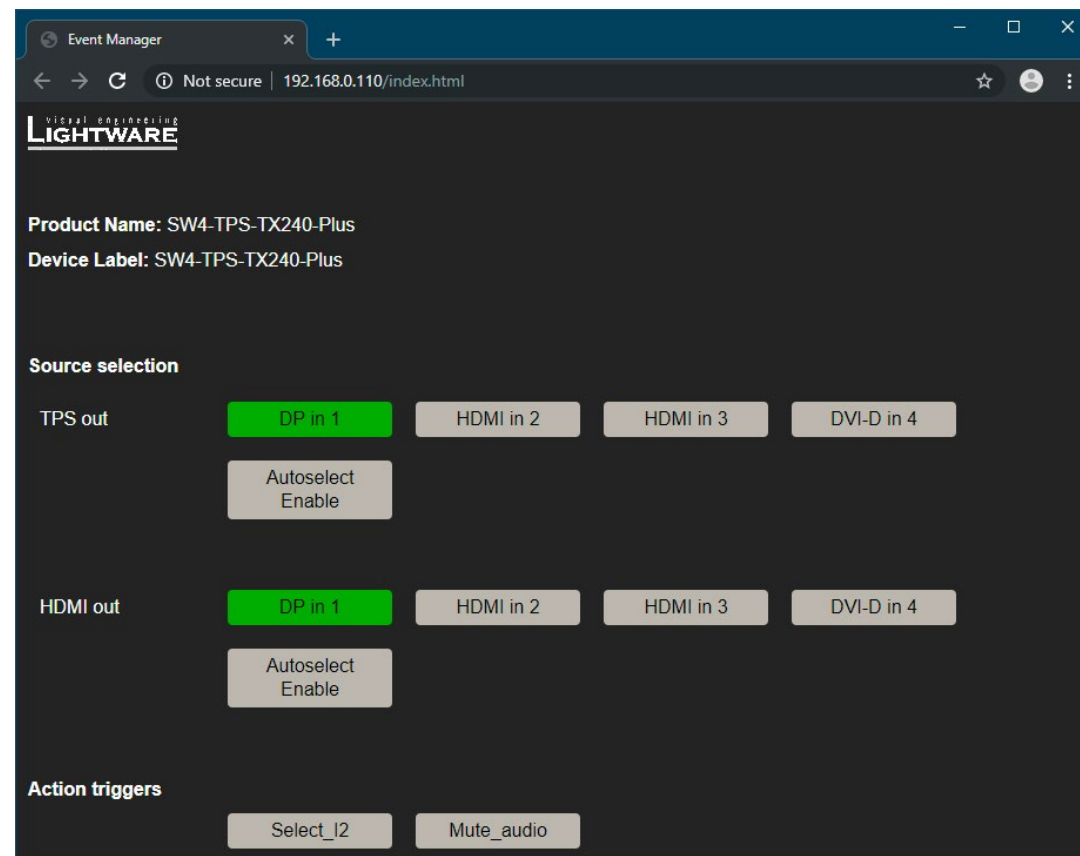 Event Manager
Not secure | 192.168.0.110/index.html
visual engineering
LIGHTWARE
Product Name: SW4-TPS-TX240-Plus
Device Label: SW4-TPS-TX240-Plus
Source selection
TPS out DP in 1 HDMI in 2 HDMI in 3 DVI-D in 4
Autoselect
Enable
HDMI out DP in 1 HDMI in 2 HDMI in 3 DVI-D in 4
Autoselect
Enable
Action triggers
Select_I2 Mute_audio